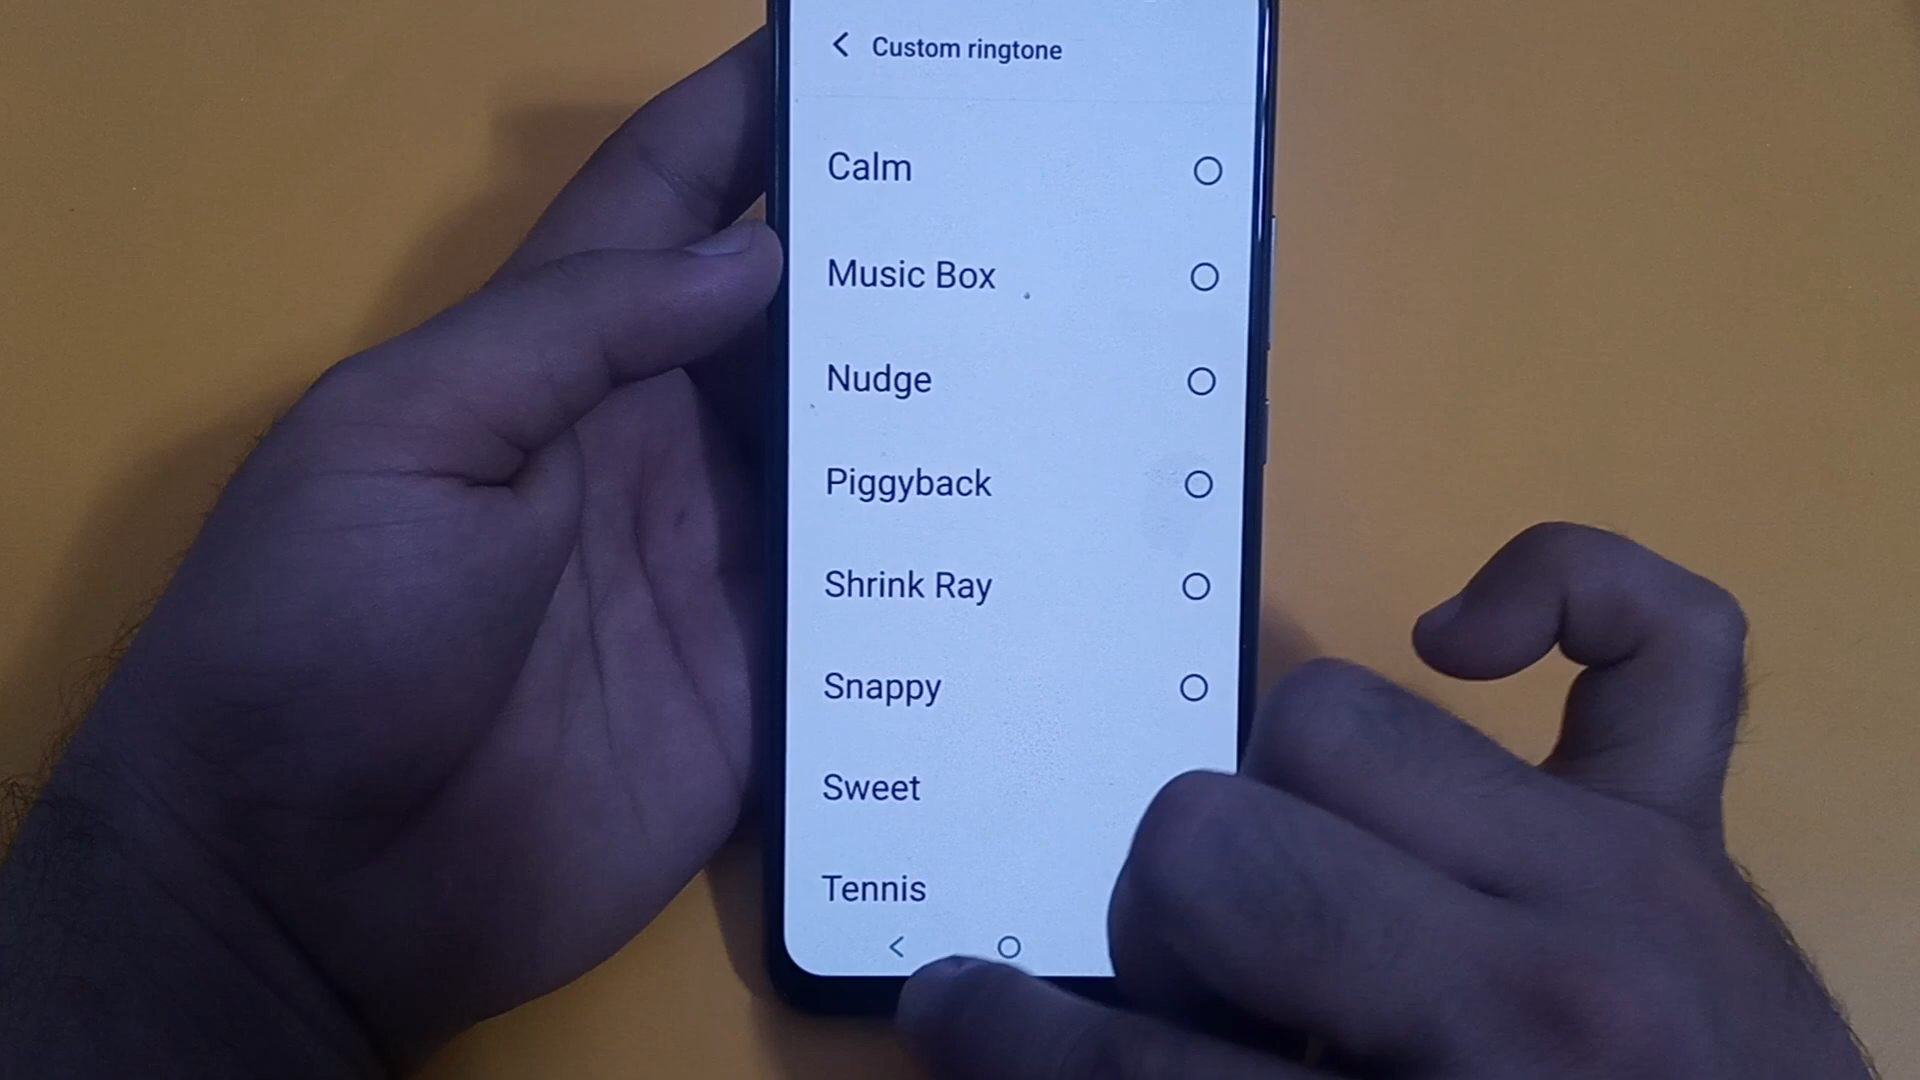 Custom ringtone
Calm
Music Box
Nudge
Piggyback
Shrink Ray
Snappy
Sweet
Tennis